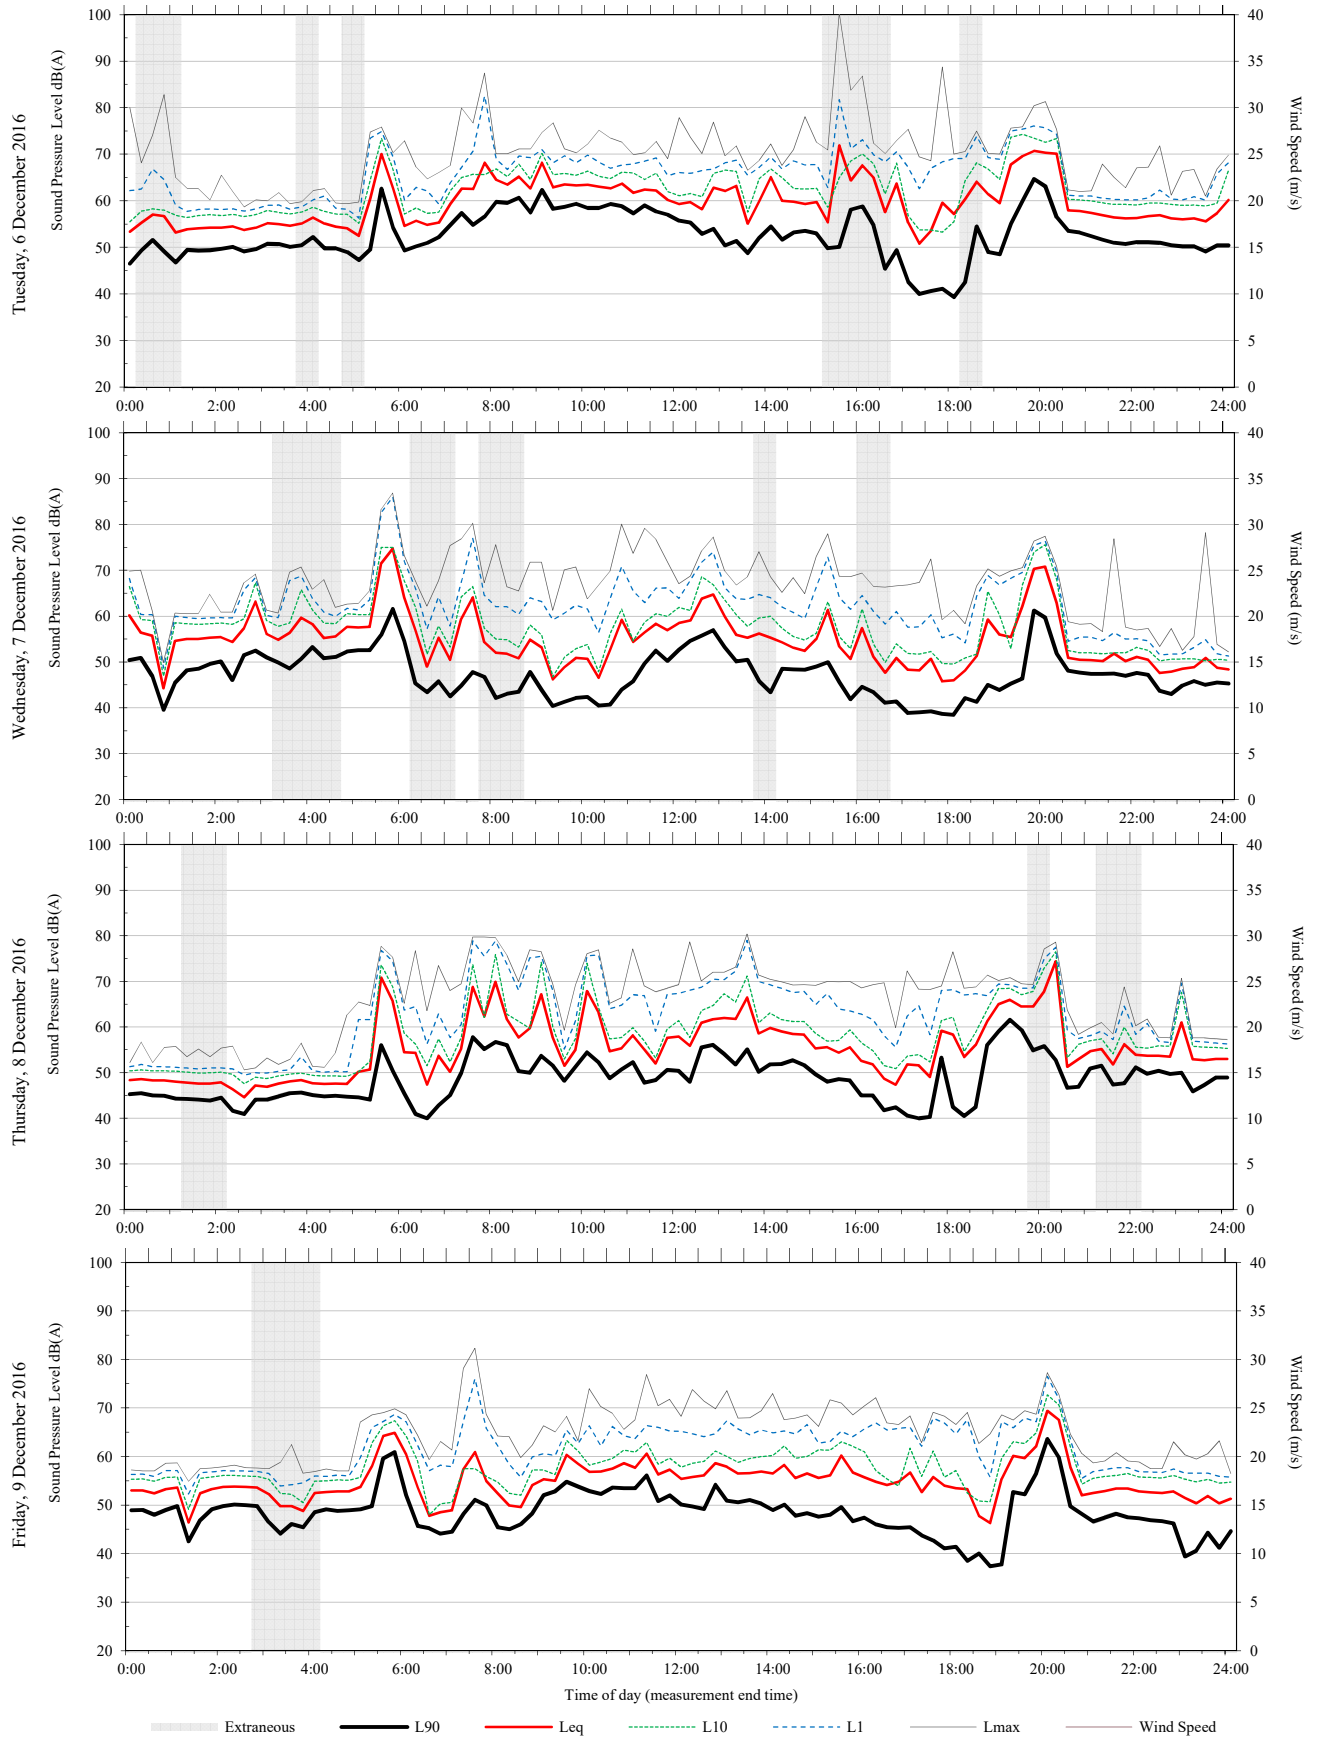 Tuesday, 6 December 2016
Sound Pressure Level dB(A)
100 90 80 70 60 50 40 30 20
40 35 30 25 20 15 10 5 0
Wind Speed (m/s)
0:00 2:00 4:00 6:00 8:00 10:00 12:00 14:00 16:00 18:00 20:00 22:00 24:00
Wednesday, 7 December 2016
Sound Pressure Level dB(A)
100 90 80 70 60 50 40 30 20
40 35 30 25 20 15 10 5 0
Wind Speed (m/s)
0:00 2:00 4:00 6:00 8:00 10:00 12:00 14:00 16:00 18:00 20:00 22:00 24:00
Thursday, 8 December 2016
Sound Pressure Level dB(A)
100 90 80 70 60 50 40 30 20
40 35 30 25 20 15 10 5 0
Wind Speed (m/s)
0:00 2:00 4:00 6:00 8:00 10:00 12:00 14:00 16:00 18:00 20:00 22:00 24:00
Friday, 9 December 2016
Sound Pressure Level dB(A)
100 90 80 70 60 50 40 30 20
40 35 30 25 20 15 10 5 0
Wind Speed (m/s)
0:00 2:00 4:00 6:00 8:00 10:00 12:00 14:00 16:00 18:00 20:00 22:00 24:00
Time of day (measurement end time)
Extraneous L90 Leq L10 L1 Lmax Wind Speed